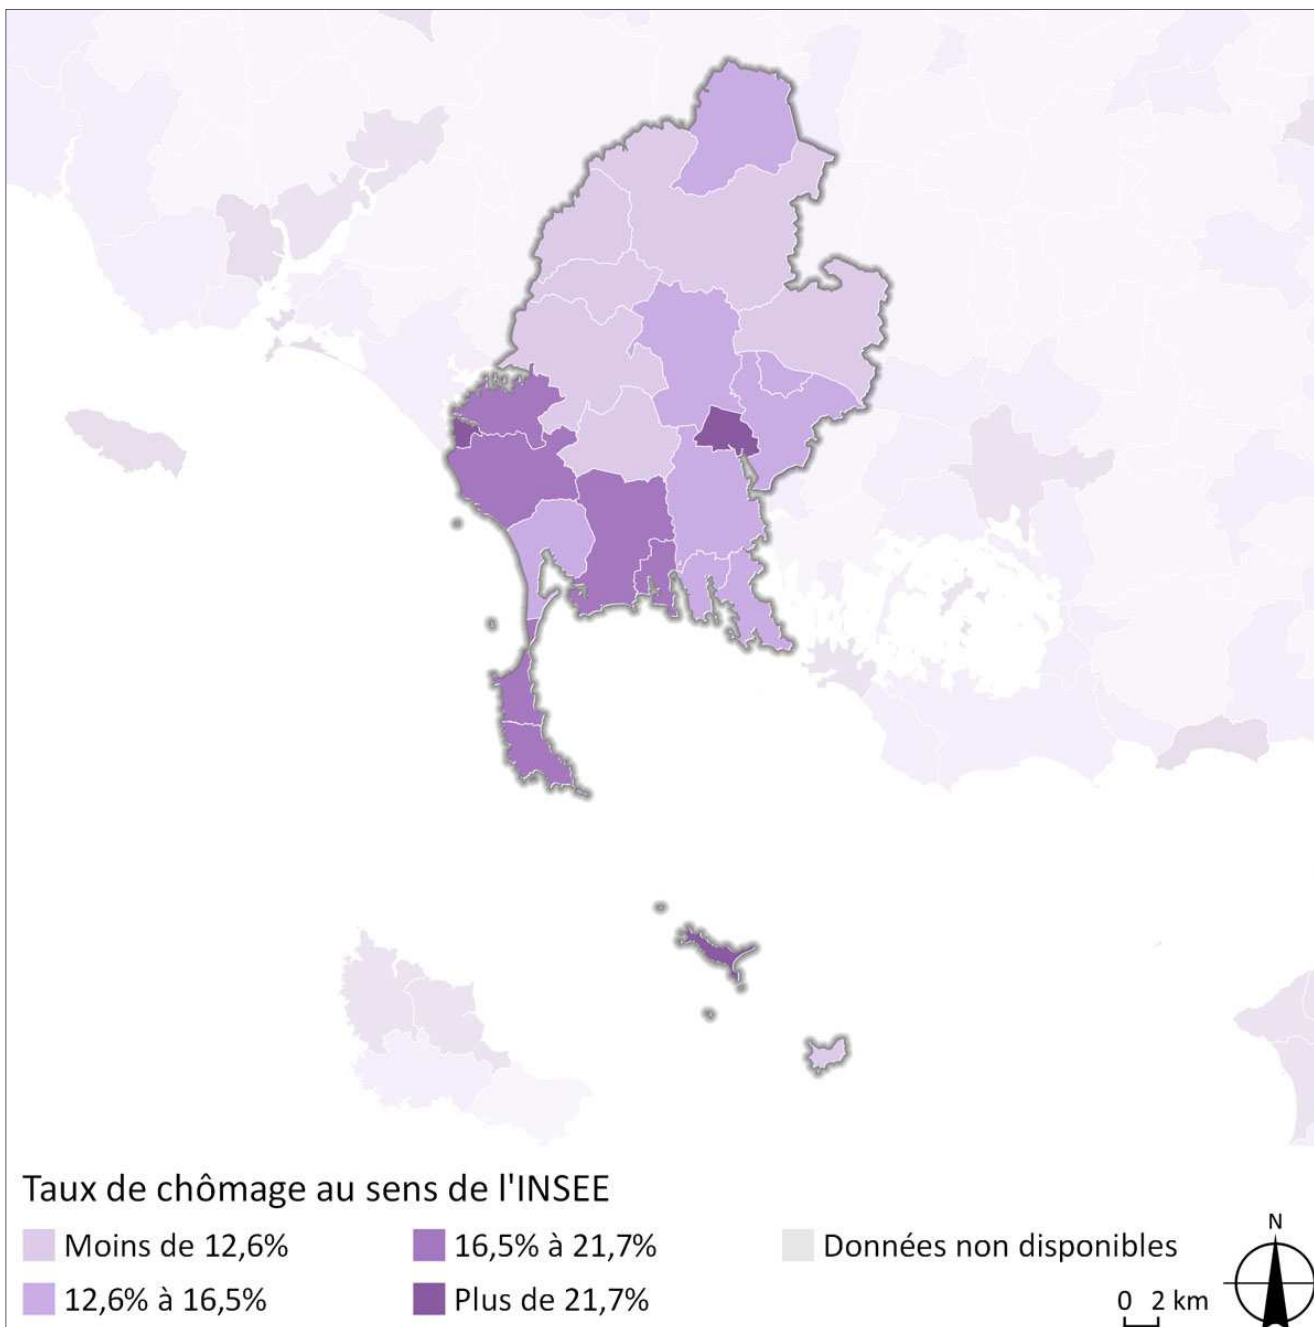 Taux de chômage au sens de l'INSEE
Moins de 12,6%
12,6% à 16,5%
16,5% à 21,7%
Plus de 21,7%
Données non disponibles
N
0 2 km